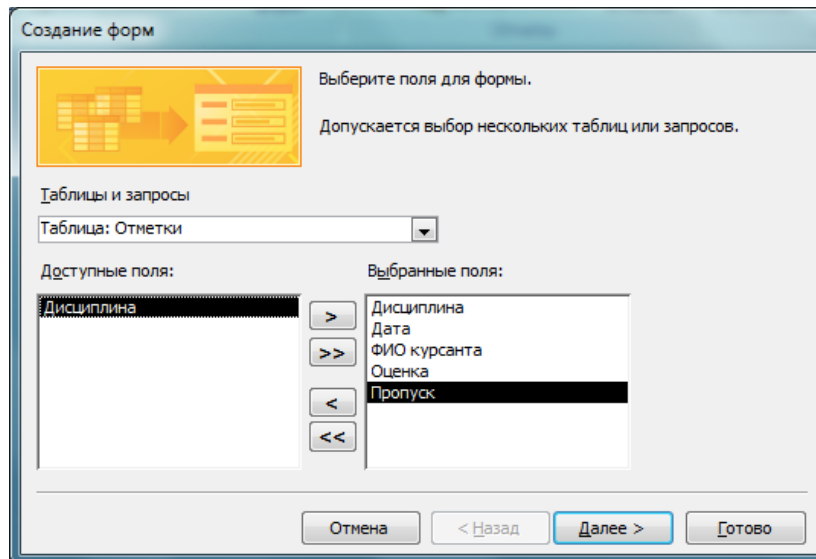 Создание форм
Выберите поля для формы.
Допускается выбор нескольких таблиц или запросов.
Таблицы и запросы
Таблица: Отметки
Доступные поля:
Выбранные поля:
Дисциплина
>
>>
<
<<
Дисциплина
Дата
ФИО курсанта
Оценка
Пропуск
Отмена
< Назад
Далее >
Готово